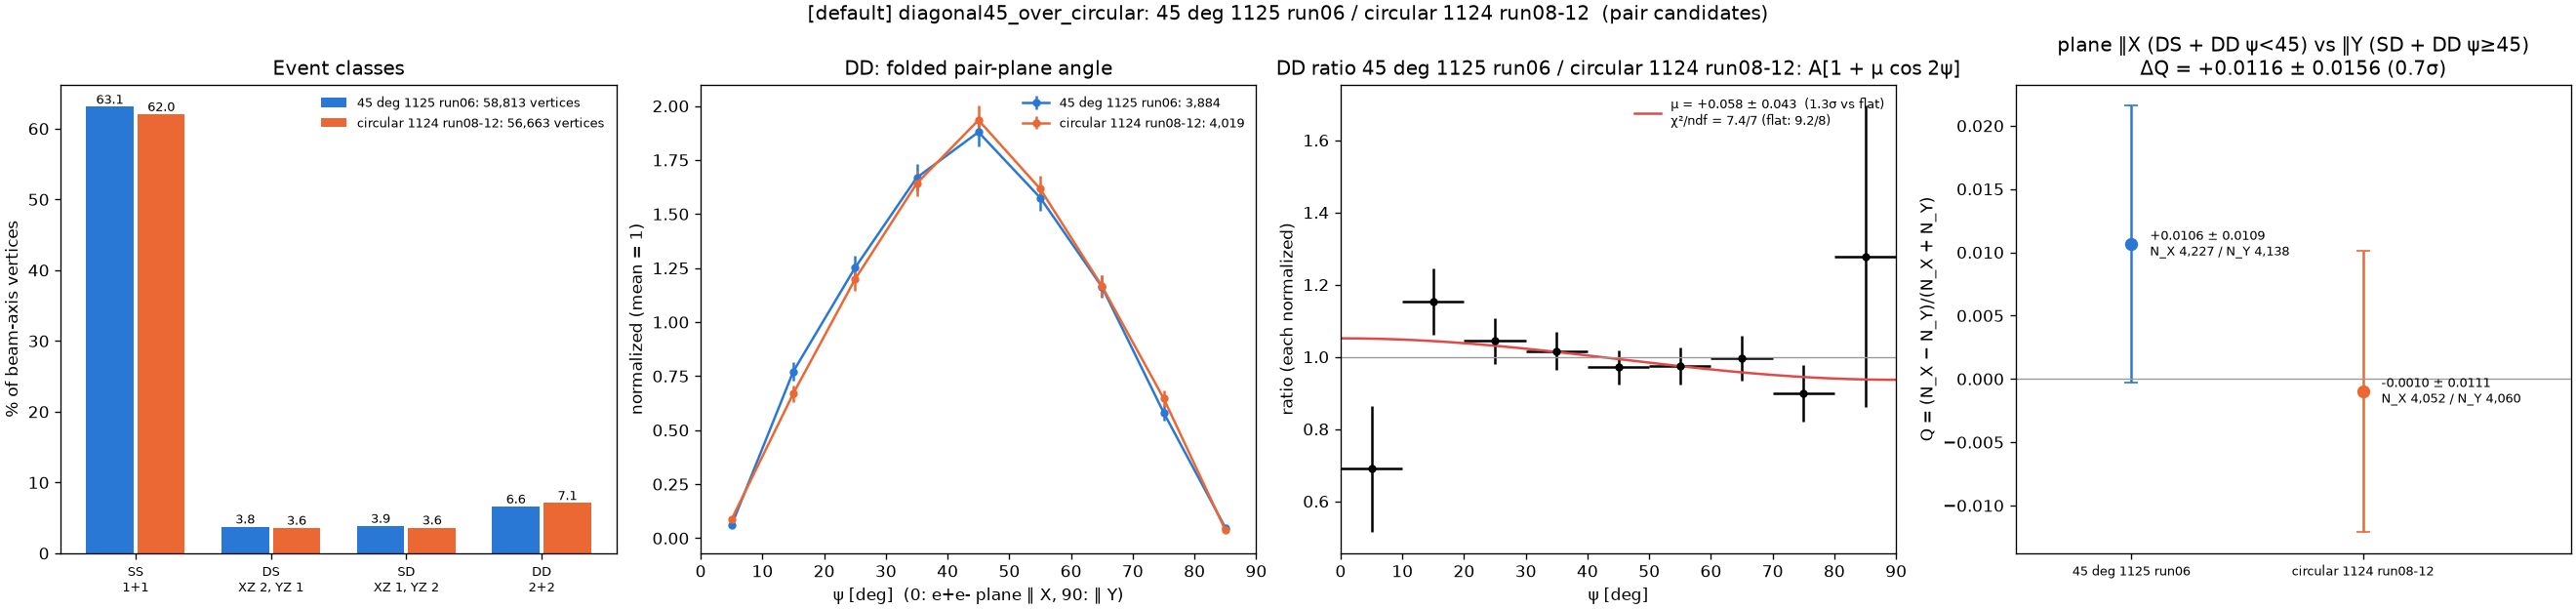 [default] diagonal45_over_circular: 45 deg 1125 run06 / circular 1124 run08-12  (pair candidates)
Event classes
% of beam-axis vertices
60
50
40
30
20
10
0
63.1
62.0
3.8
3.6
3.9
3.6
6.6
7.1
45 deg 1125 run06: 58,813 vertices
circular 1124 run08-12: 56,663 vertices
SS
1+1
DS
XZ 2, YZ 1
SD
XZ 1, YZ 2
DD
2+2
DD: folded pair-plane angle
normalized (mean = 1)
2.00
1.75
1.50
1.25
1.00
0.75
0.50
0.25
0.00
45 deg 1125 run06: 3,884
circular 1124 run08-12: 4,019
0 10 20 30 40 50 60 70 80 90
ψ [deg]  (0: e+e- plane ∥ X, 90: ∥ Y)
DD ratio 45 deg 1125 run06 / circular 1124 run08-12: A[1 + μ cos 2ψ]
ratio (each normalized)
1.6
1.4
1.2
1.0
0.8
0.6
μ = +0.058 ± 0.043  (1.3σ vs flat)
χ²/ndf = 7.4/7 (flat: 9.2/8)
0 10 20 30 40 50 60 70 80 90
ψ [deg]
plane ∥X (DS + DD ψ<45) vs ∥Y (SD + DD ψ≥45)
ΔQ = +0.0116 ± 0.0156 (0.7σ)
Q = (N_X − N_Y)/(N_X + N_Y)
0.020
0.015
0.010
0.005
0.000
−0.005
−0.010
+0.0106 ± 0.0109
N_X 4,227 / N_Y 4,138
-0.0010 ± 0.0111
N_X 4,052 / N_Y 4,060
45 deg 1125 run06
circular 1124 run08-12